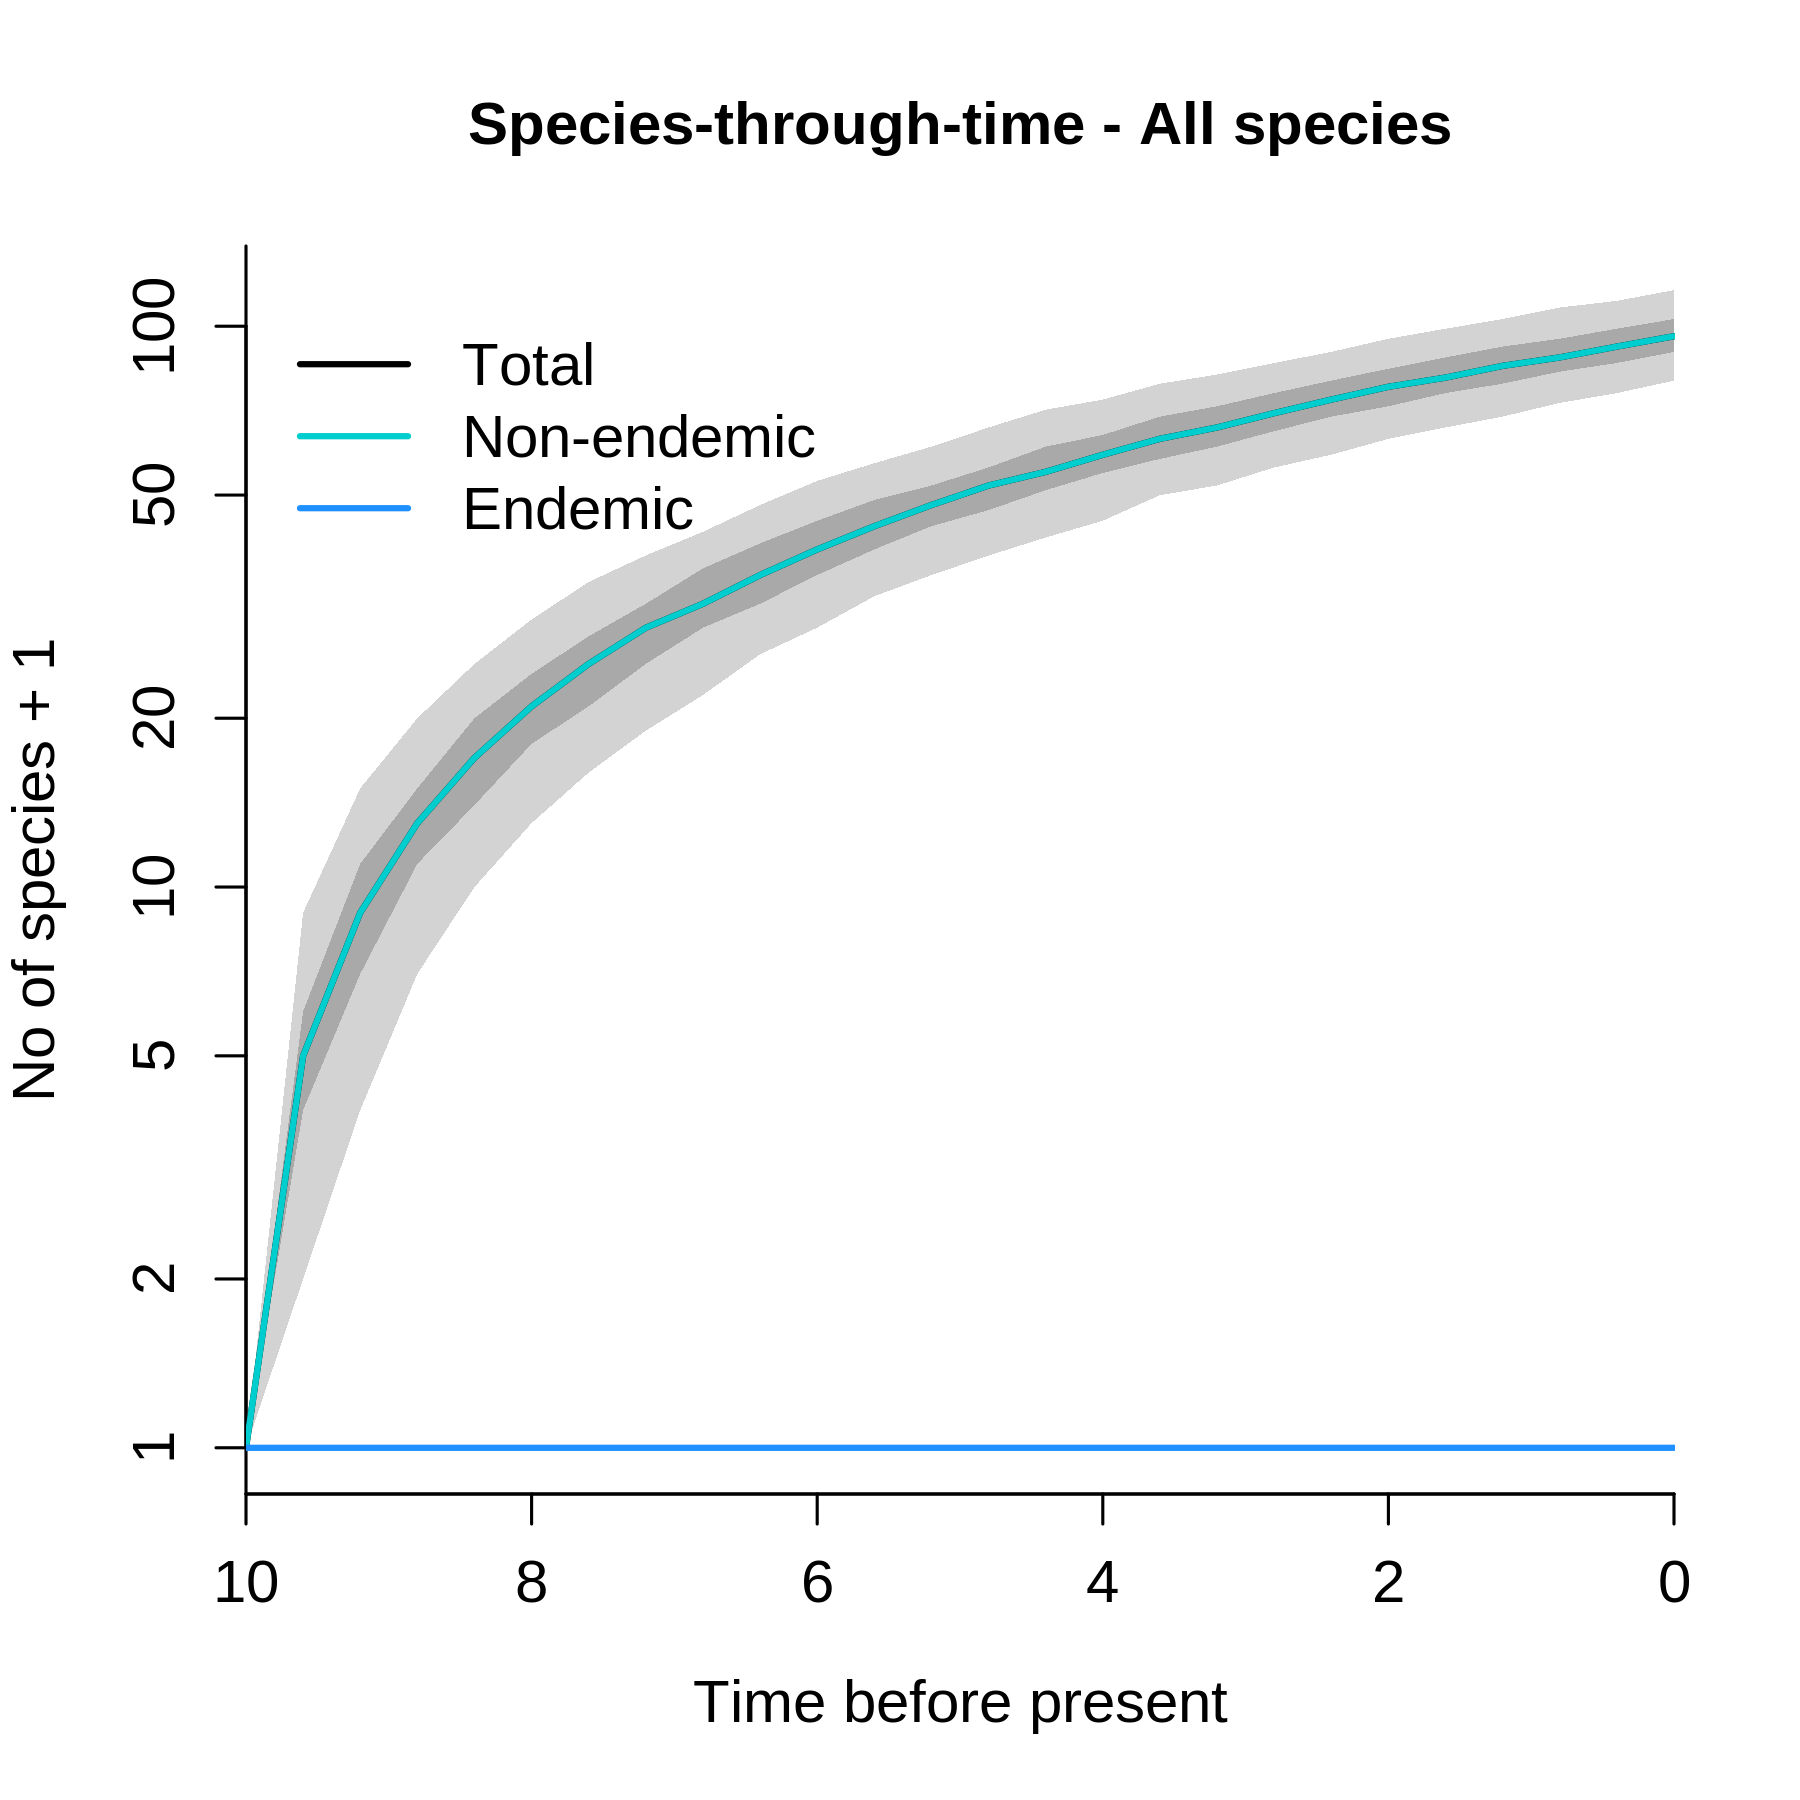 Species-through-time - All species
Total
Non-endemic
Endemic
No of species + 1
100
50
20
10
5
2
1
10 8 6 4 2 0
Time before present